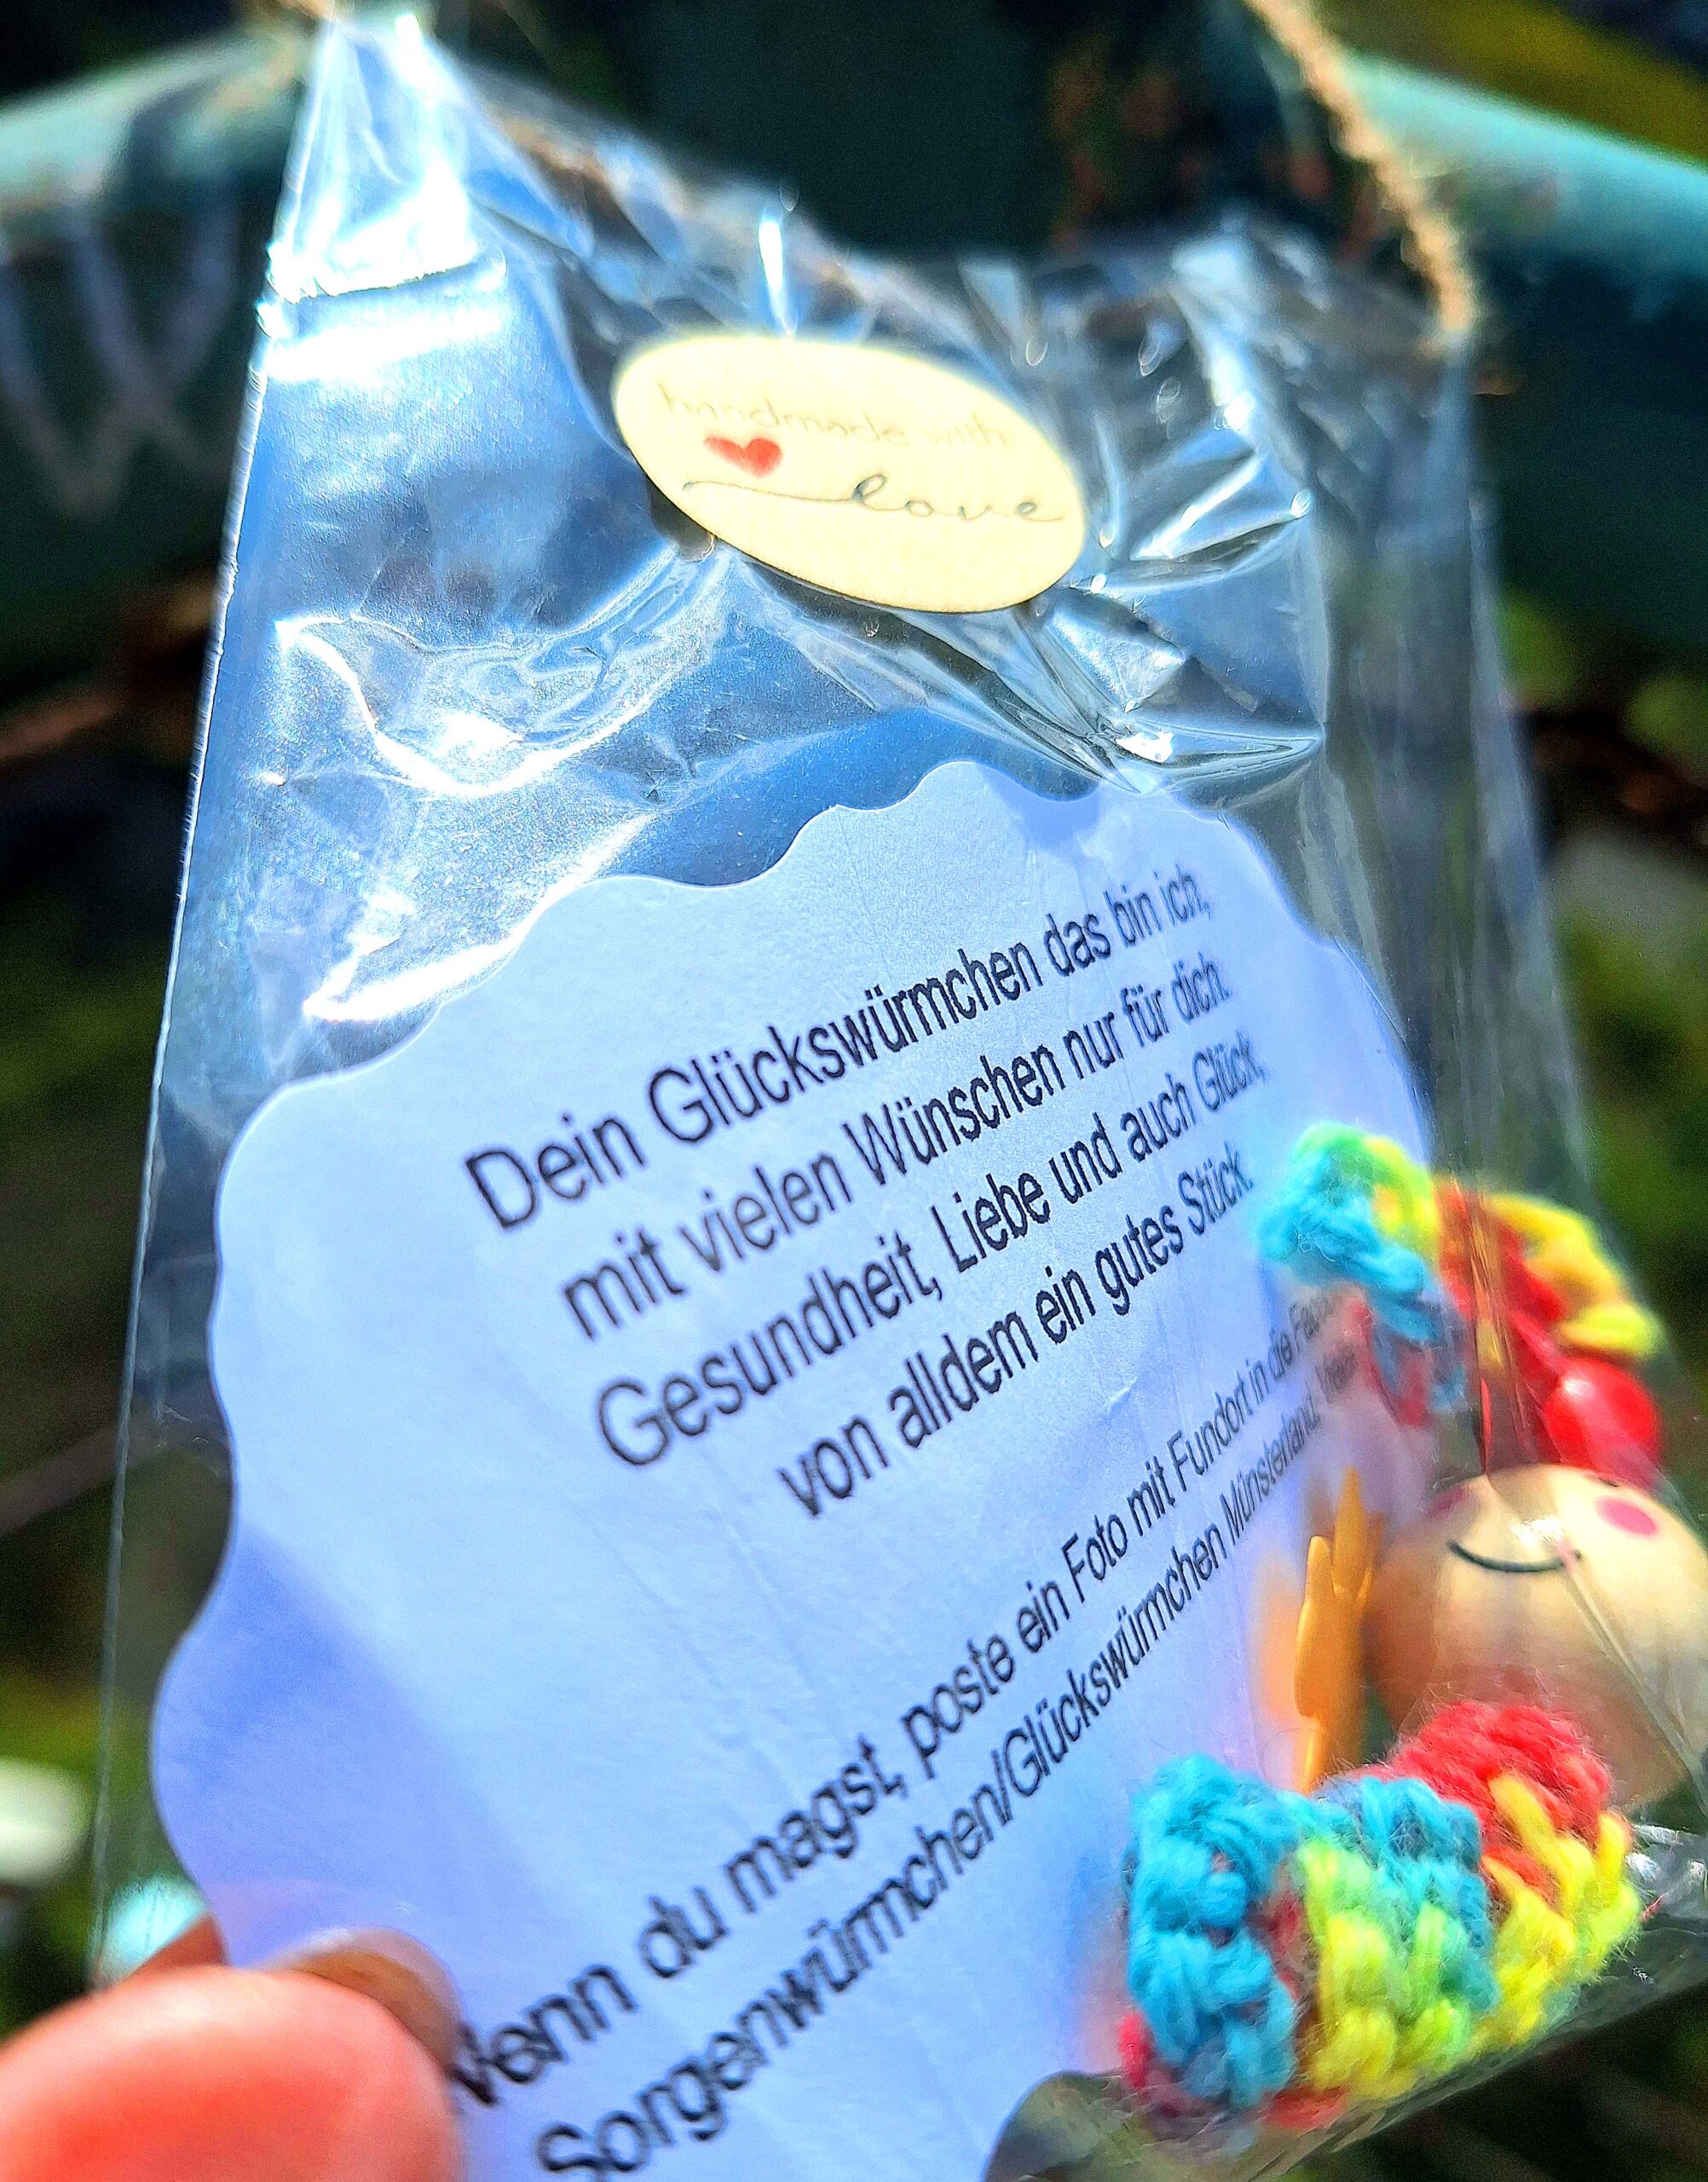 handmade with
love
Dein Glückswürmchen das bin ich,
mit vielen Wünschen nur für dich.
Gesundheit, Liebe und auch Glück,
von alldem ein gutes Stück.
Wenn du magst, poste ein Foto mit Fundort in die
Sorgenwürmchen/Glückswürmchen Münsterland.